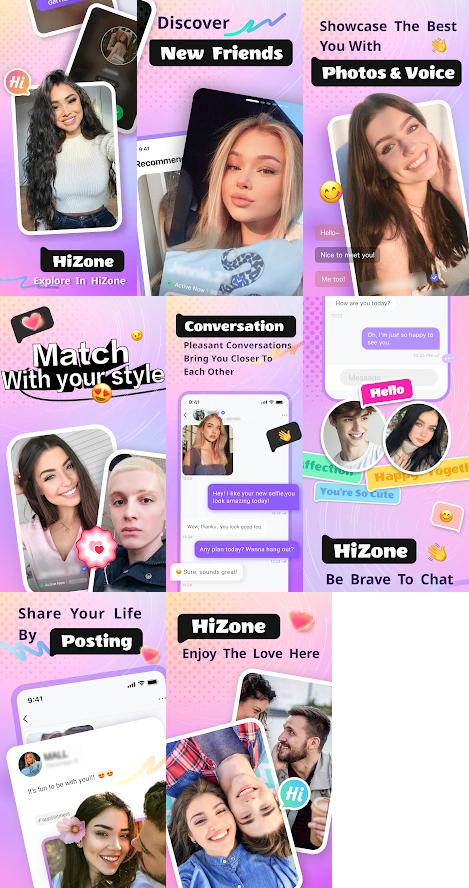 Hi
HiZone
Explore In HiZone
Discover
New Friends
9:41
Recommen
Active Now
Showcase The Best
You With
Photos & Voice
Hello~
Nice to meet you!
Me too!
Match
With your style
Active Now
Conversation
Pleasant Conversations
Bring You Closer To
Each Other
9:41
Hey! I like your new selfie,you
look amazing today!
Wow, thanks, you look good too.
Any plan today? Wanna hang out?
Sure, sounds great!
How are you today?
Oh, I'm just so happy to
see you.
Message
Hello
ffection
Happy Togeth
You're So Cute
HiZone
Be Brave To Chat
Share Your Life
By
Posting
9:41
MALL
It's fun to be with you!!!
HiZone
Enjoy The Love Here
Hi